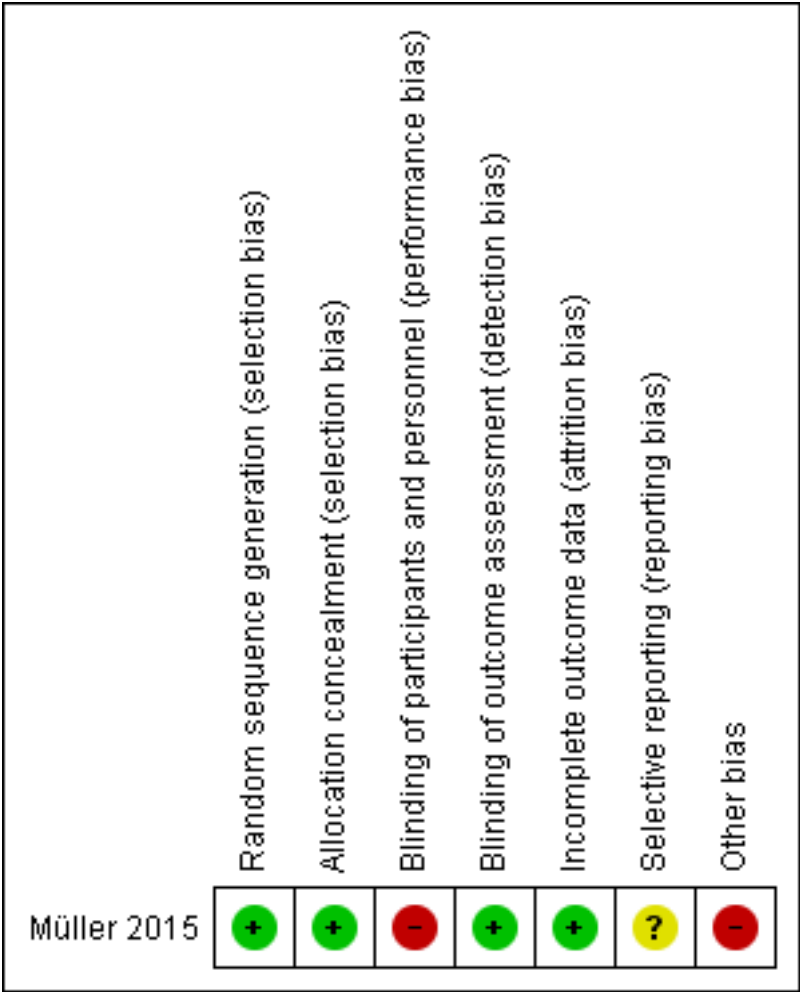 Random sequence generation (selection bias)
Allocation concealment (selection bias)
Blinding of participants and personnel (performance bias)
Blinding of outcome assessment (detection bias)
Incomplete outcome data (attrition bias)
Selective reporting (reporting bias)
Other bias
Müller 2015 + + - + + ? -